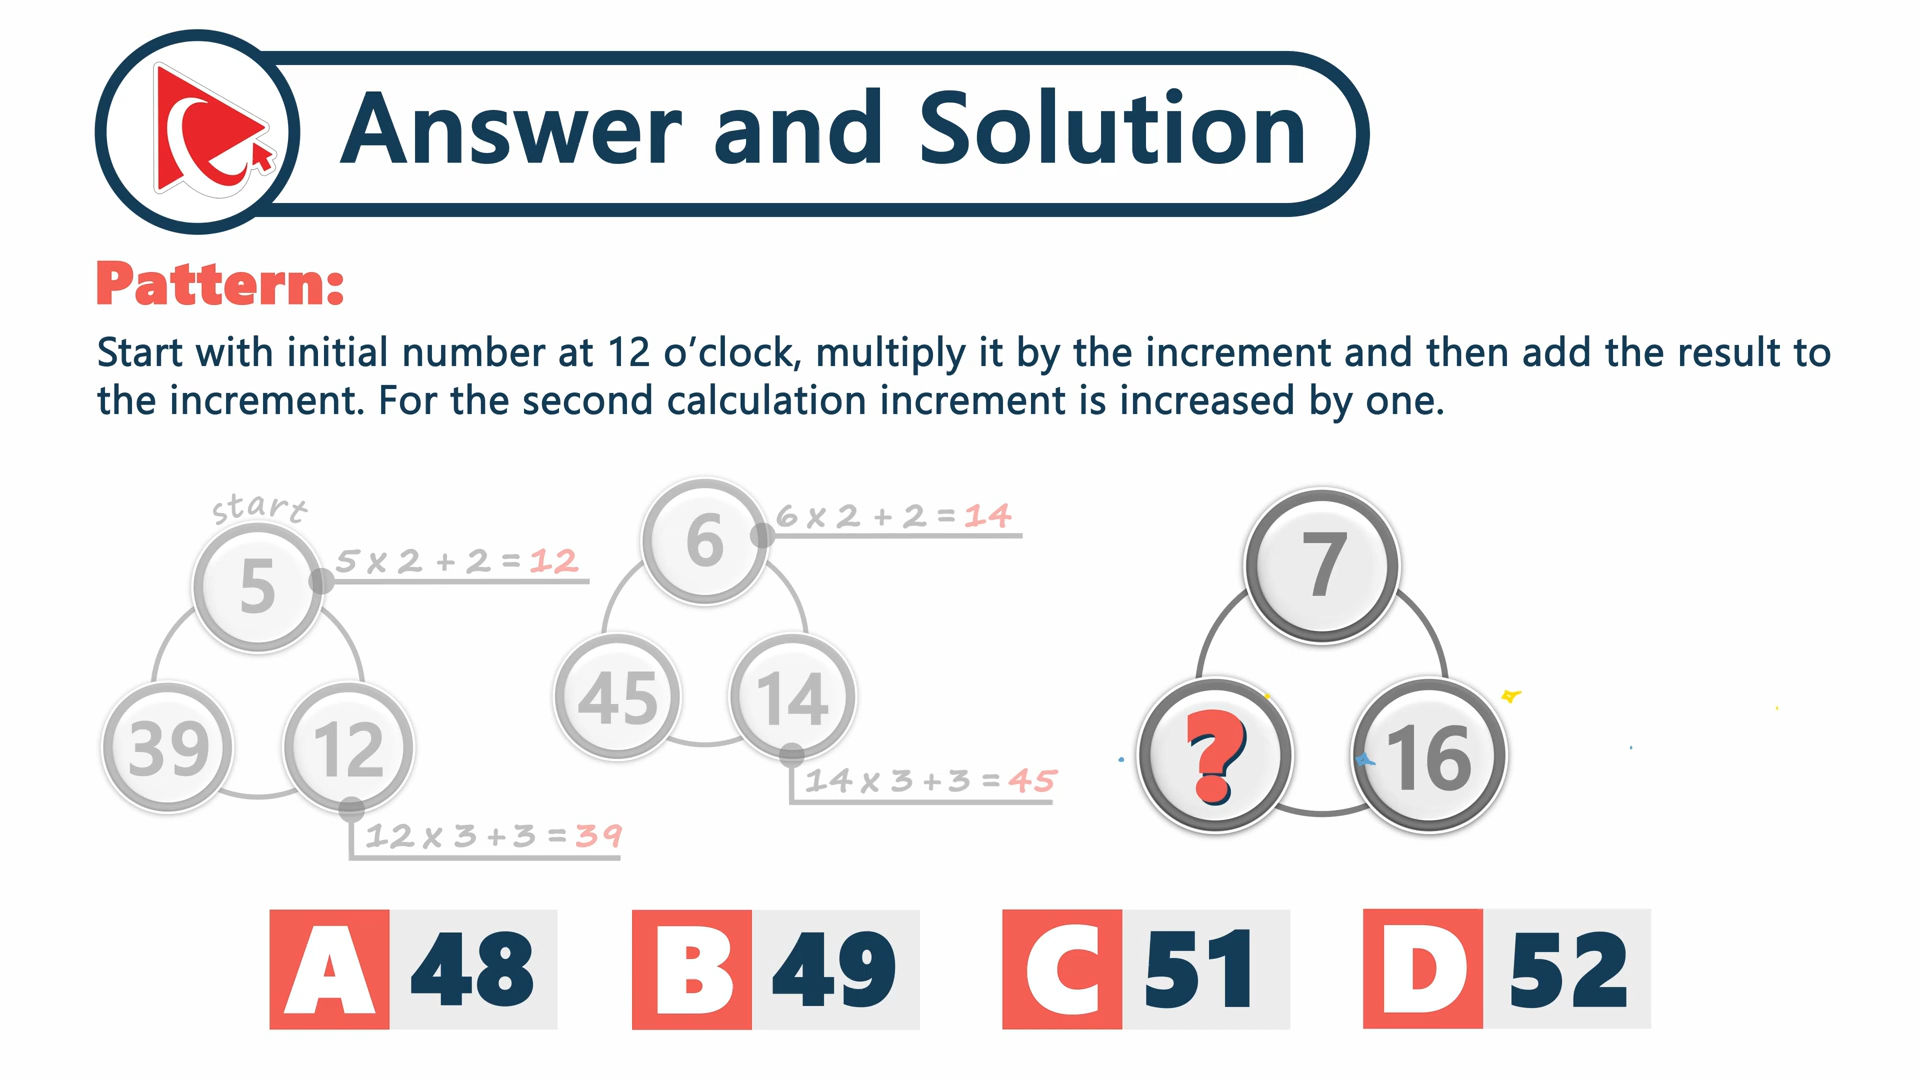 Answer and Solution
Pattern:
Start with initial number at 12 o’clock, multiply it by the increment and then add the result to
the increment. For the second calculation increment is increased by one.
start
5
5 x 2 + 2 = 12
39
12
12 x 3 + 3 = 39
6
6 x 2 + 2 = 14
45
14
14 x 3 + 3 = 45
7
?
16
A 48
B 49
C 51
D 52